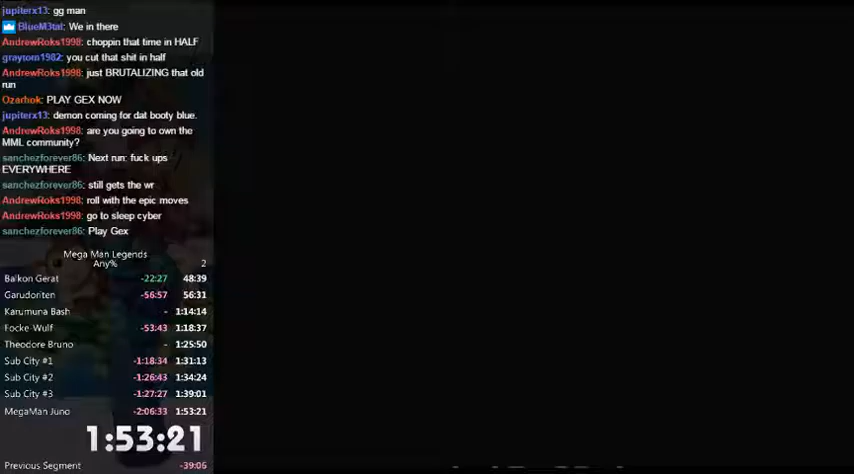 jupiterx13: gg man
BlueM3tal: We in there
AndrewRoks1998: choppin that time in HALF
graytom1982: you cut that shit in half
AndrewRoks1998: just BRUTALIZING that old
run
Ozarhok: PLAY GEX NOW
jupiterx13: demon coming for dat booty blue.
AndrewRoks1998: are you going to own the
MML community?
sanchezforever86: Next run: fuck ups
EVERYWHERE
sanchezforever86: still gets the wr
AndrewRoks1998: roll with the epic moves
AndrewRoks1998: go to sleep cyber
sanchezforever86: Play Gex
Mega Man Legends
Any% 2
Balkon Gerat -22:27 48:39
Garudoriten -56:57 56:31
Karumuna Bash - 1:14:14
Focke-Wulf -53:43 1:18:37
Theodore Bruno - 1:25:50
Sub City #1 -1:18:34 1:31:13
Sub City #2 -1:26:43 1:34:24
Sub City #3 -1:27:27 1:39:01
MegaMan Juno -2:06:33 1:53:21
1:53:21
Previous Segment -39:05